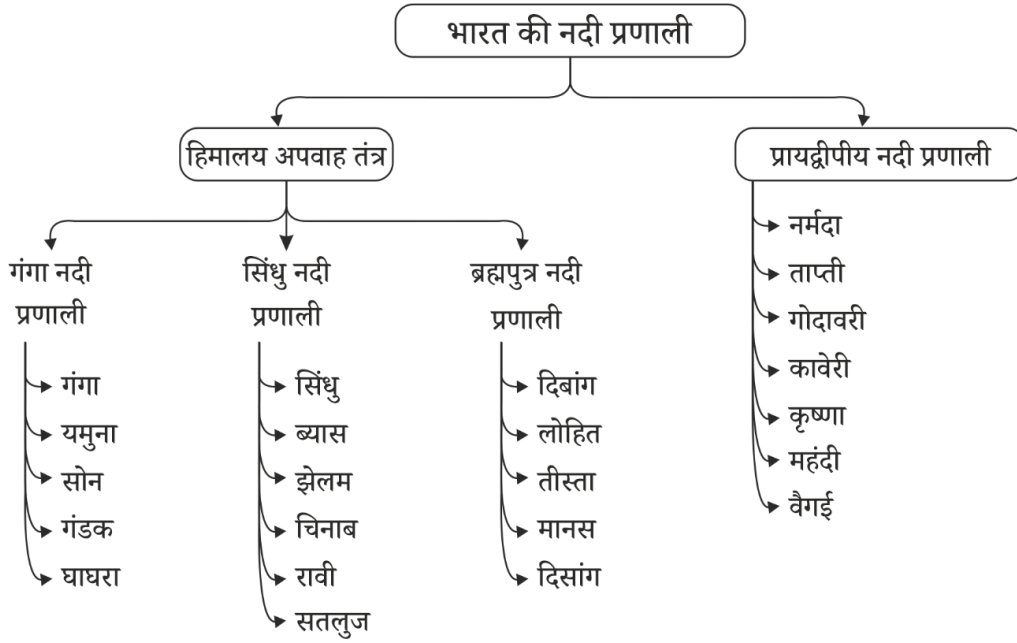 भारत की नदी प्रणाली
हिमालय अपवाह तंत्र
प्रायद्वीपीय नदी प्रणाली
गंगा नदी
प्रणाली
गंगा
यमुना
सोन
गंडक
घाघरा
सिंधु नदी
प्रणाली
सिंधु
ब्यास
झेलम
चिनाब
रावी
सतलुज
ब्रह्मपुत्र नदी
प्रणाली
दिबांग
लोहित
तीस्ता
मानस
दिसांग
नर्मदा
ताप्ती
गोदावरी
कावेरी
कृष्णा
महंदी
वैगई